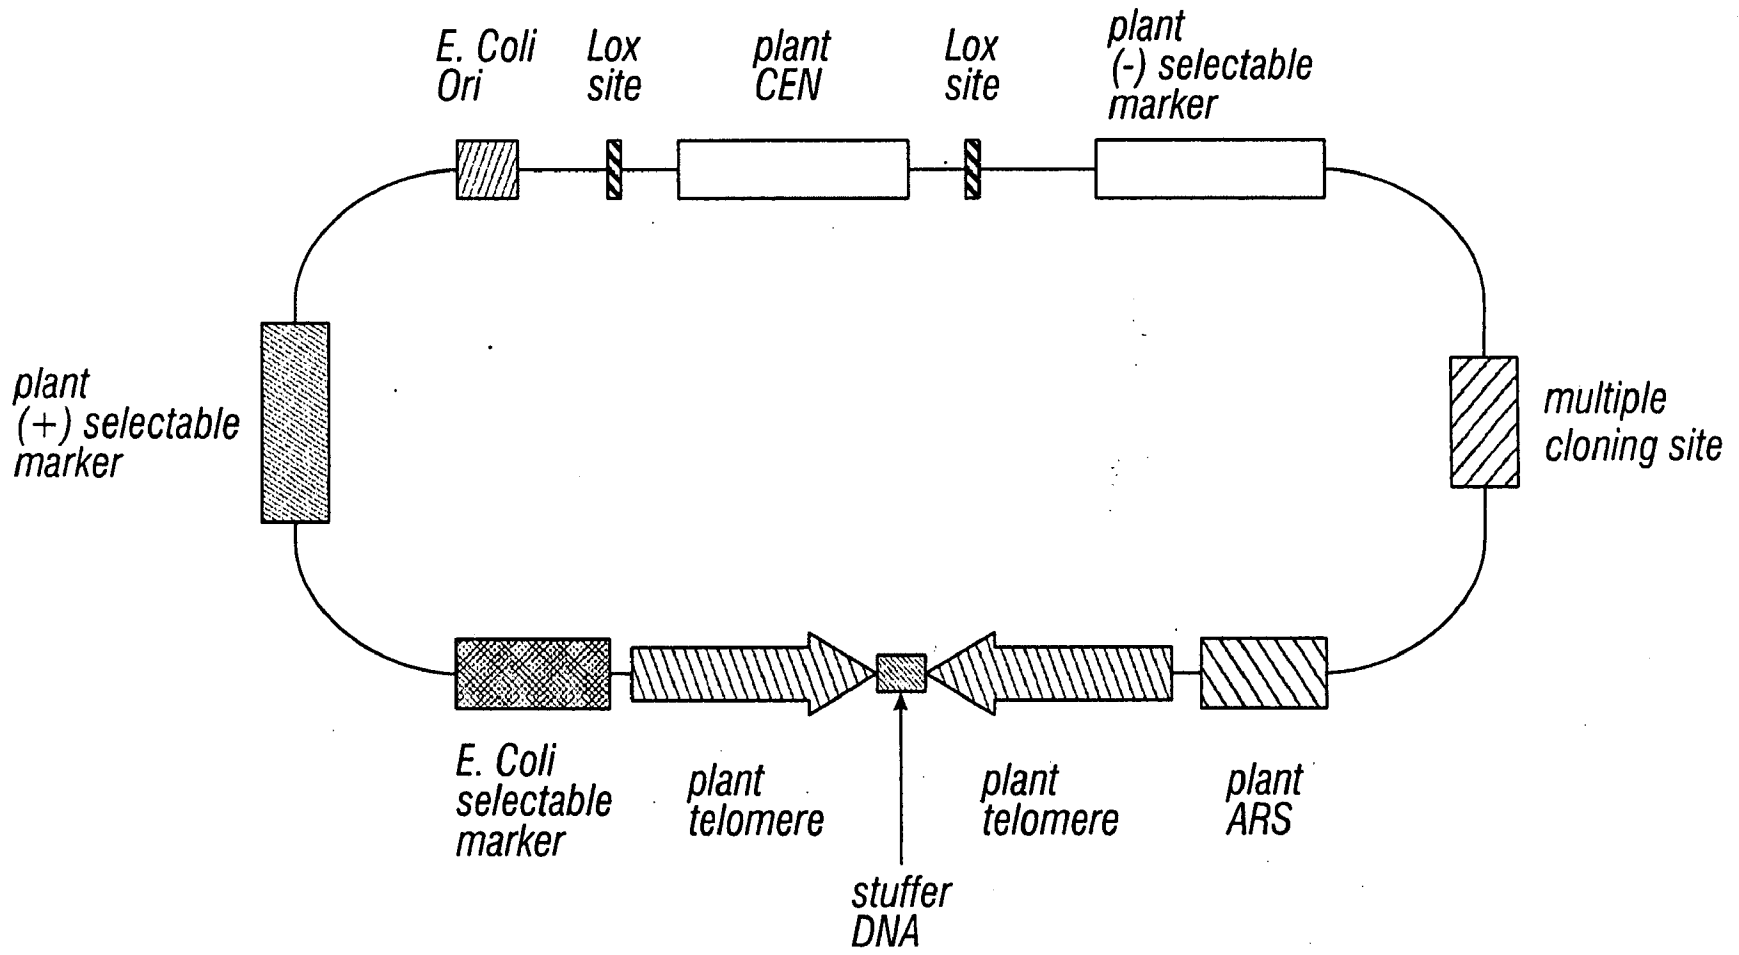 E. Coli
Ori
Lox
site
plant
CEN
Lox
site
plant
(-) selectable
marker
plant
(+) selectable
marker
multiple
cloning site
E. Coli
selectable
marker
plant
telomere
plant
telomere
plant
ARS
stuffer
DNA